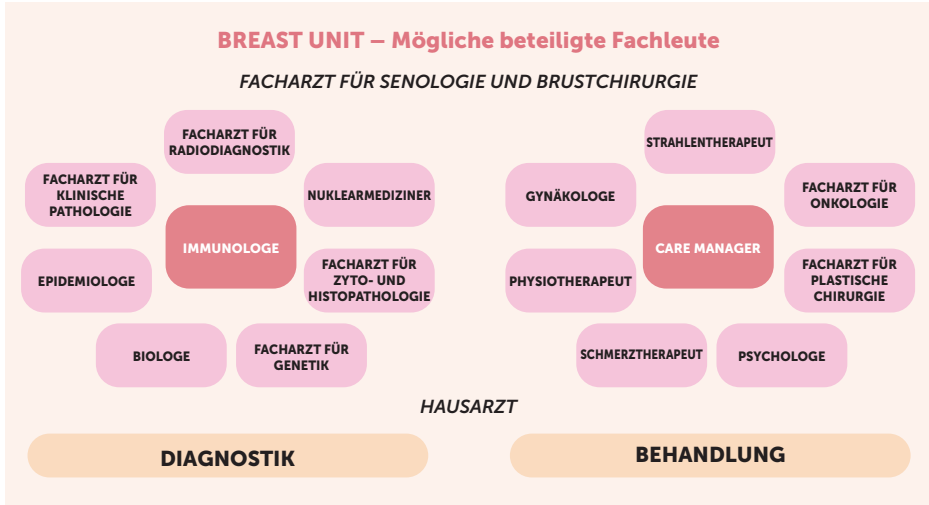 BREAST UNIT – Mögliche beteiligte Fachleute
FACHARZT FÜR SENOLOGIE UND BRUSTCHIRURGIE
FACHARZT FÜR
RADIODIAGNOSTIK
FACHARZT FÜR
KLINISCHE
PATHOLOGIE
NUKLEARMEDIZINER
IMMUNOLOGE
EPIDEMIOLOGE
FACHARZT FÜR
ZYTO- UND
HISTOPATHOLOGIE
BIOLOGE
FACHARZT FÜR
GENETIK
STRAHLENTHERAPEUT
GYNÄKOLOGE
FACHARZT FÜR
ONKOLOGIE
CARE MANAGER
PHYSIOTHERAPEUT
FACHARZT FÜR
PLASTISCHE
CHIRURGIE
SCHMERZTHERAPEUT
PSYCHOLOGE
HAUSARZT
DIAGNOSTIK
BEHANDLUNG